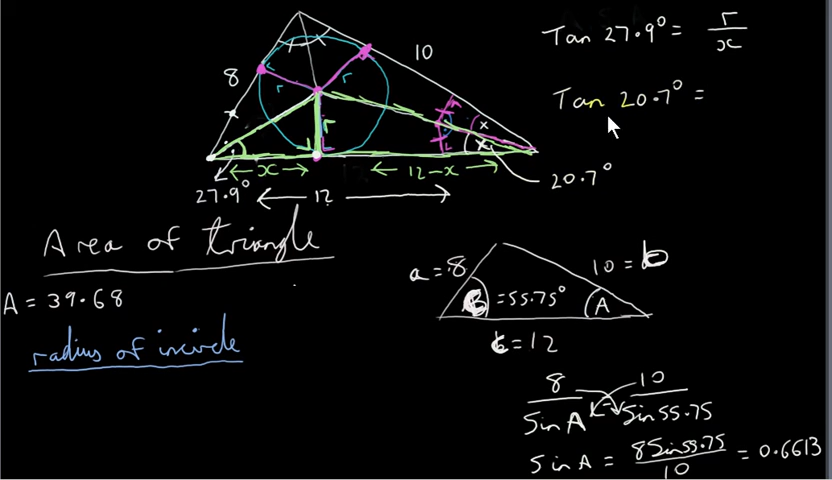 Tan 27.9° = r/x
10
8
r
r
Tan 20.7° =
r
x
x
x
12-x
20.7°
27.9°
12
Area of triangle
a = 8
10 = b
A = 39.68
B = 55.75°
A
radius of incircle
c = 12
8/Sin A = 10/Sin 55.75
Sin A = 8 Sin 55.75/10 = 0.6613